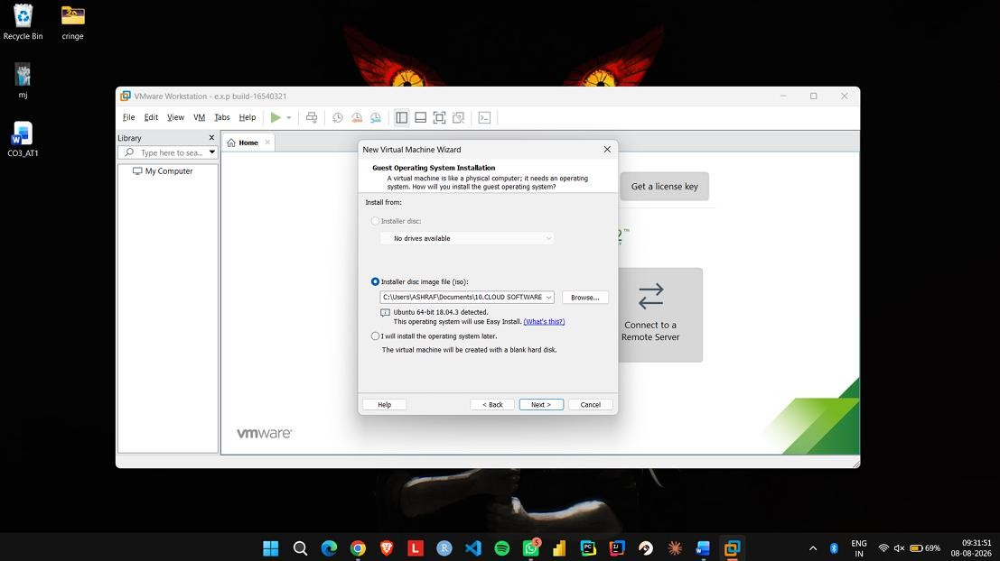 Recycle Bin
cringe
mj
CO3_AT1
VMware Workstation - e.x.p build-16540321
File Edit View VM Tabs Help
Library
Type here to sea...
My Computer
Home
New Virtual Machine Wizard
Guest Operating System Installation
A virtual machine is like a physical computer; it needs an operating
system. How will you install the guest operating system?
Install from:
Installer disc:
No drives available
Installer disc image file (iso):
C:\Users\ASHRAF\Documents\10.CLOUD SOFTWARE
Browse...
Ubuntu 64-bit 18.04.3 detected.
This operating system will use Easy Install. (What's this?)
I will install the operating system later.
The virtual machine will be created with a blank hard disk.
Help
< Back
Next >
Cancel
Get a license key
2™
Connect to a
Remote Server
vmware®
L
R
5
PC
IJ
W
ENG
IN
69%
09:31:51
08-08-2026